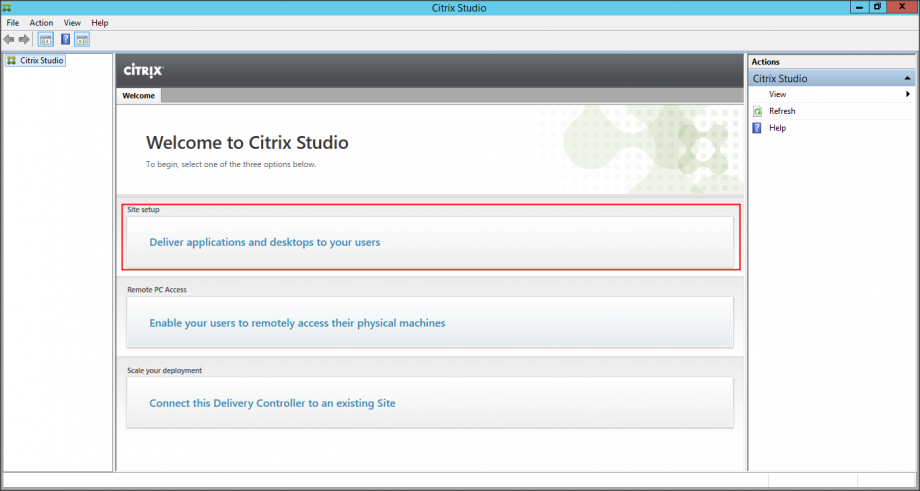 Citrix Studio
File Action View Help
Citrix Studio
CITRIX
Welcome
Welcome to Citrix Studio
To begin, select one of the three options below.
Site setup
Deliver applications and desktops to your users
Remote PC Access
Enable your users to remotely access their physical machines
Scale your deployment
Connect this Delivery Controller to an existing Site
Actions
Citrix Studio
View
Refresh
Help